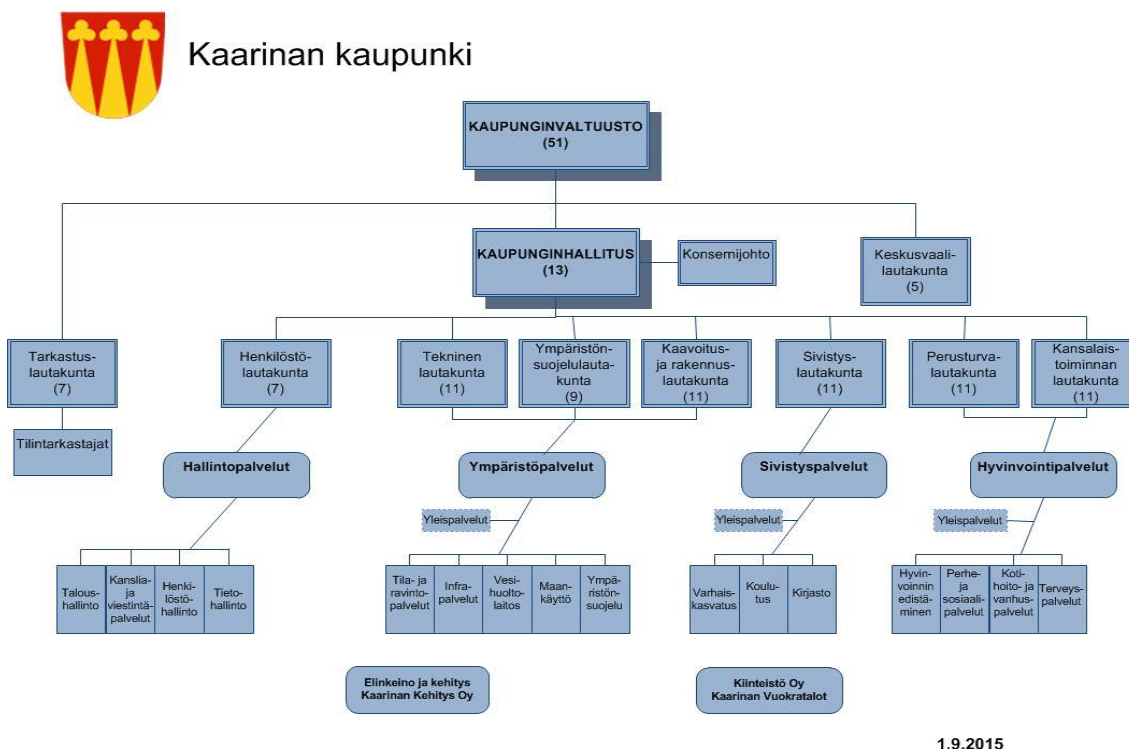 Kaarinan kaupunki
KAUPUNGINVALTUUSTO
(51)
KAUPUNGINHALLITUS
(13)
Konsernijohto
Keskusvaali-
lautakunta
(5)
Tarkastus-
lautakunta
(7)
Henkilöstö-
lautakunta
(7)
Tekninen
lautakunta
(11)
Ympäristön-
suojelulauta-
kunta
(9)
Kaavoitus-
ja rakennus-
lautakunta
(11)
Sivistys-
lautakunta
(11)
Perusturva-
lautakunta
(11)
Kansalais-
toiminnan
lautakunta
(11)
Tilintarkastajat
Hallintopalvelut
Ympäristöpalvelut
Sivistyspalvelut
Hyvinvointipalvelut
Yleispalvelut
Yleispalvelut
Yleispalvelut
Talous-
hallinto
Kanslia-
ja
viestintä-
palvelut
Henki-
löstö-
hallinto
Tieto-
hallinto
Tila- ja
ravinto-
palvelut
Infra-
palvelut
Vesi-
huolto-
laitos
Maan-
käyttö
Ympä-
ristön-
suojelu
Varhais-
kasvatus
Koulu-
tus
Kirjasto
Hyvin-
voinnin
edistä-
minen
Perhe-
ja
sosiaali-
palvelut
Koti-
hoito- ja
vanhus-
palvelut
Terveys-
palvelut
Elinkeino ja kehitys
Kaarinan Kehitys Oy
Kiinteistö Oy
Kaarinan Vuokratalot
1.9.2015